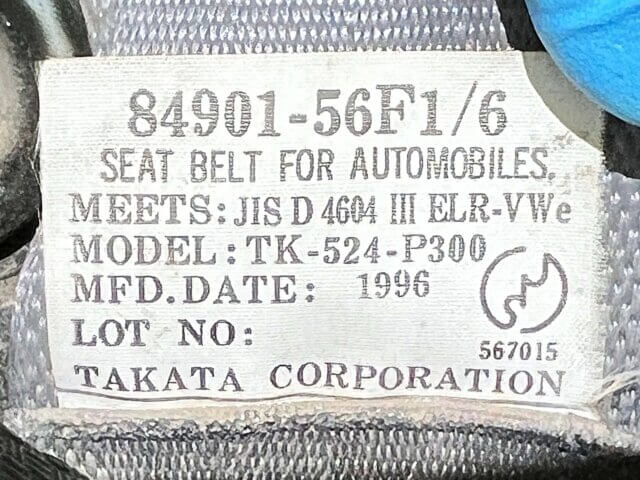 84901-56F1/6
SEAT BELT FOR AUTOMOBILES.
MEETS: JIS D 4604 III ELR-VWe
MODEL: TK-524-P300
MFD.DATE: 1996
LOT NO:
567015
TAKATA CORPORATION